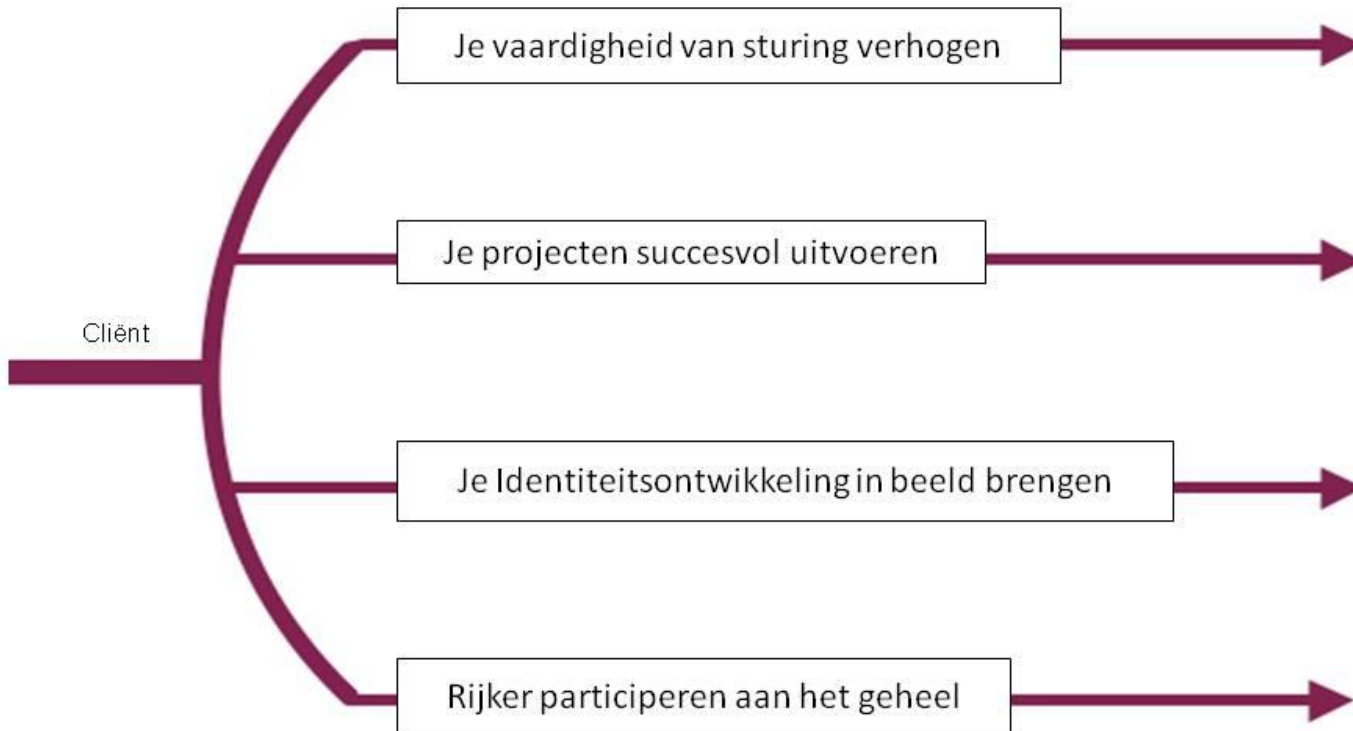 Je vaardigheid van sturing verhogen
Je projecten succesvol uitvoeren
Cliënt
Je Identiteitsontwikkeling in beeld brengen
Rijker participeren aan het geheel